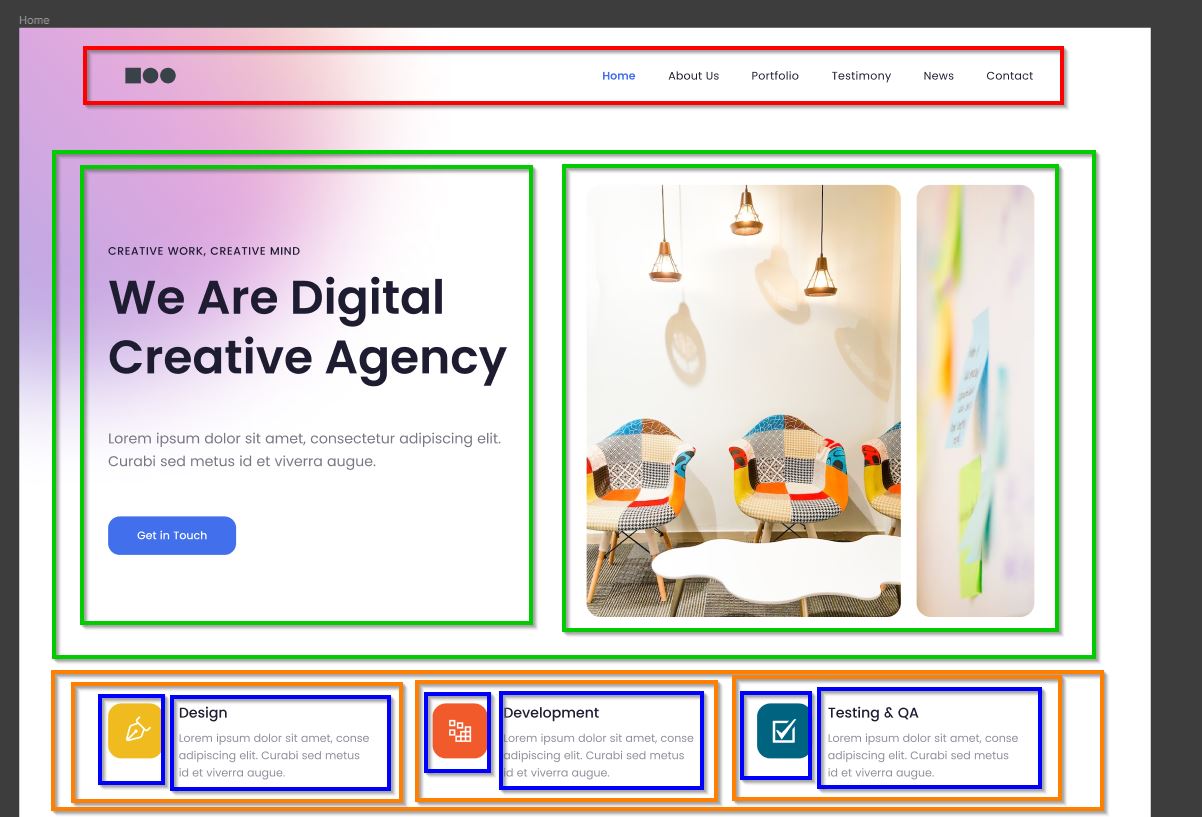 Home
Home About Us Portfolio Testimony News Contact
CREATIVE WORK, CREATIVE MIND
We Are Digital
Creative Agency
Lorem ipsum dolor sit amet, consectetur adipiscing elit.
Curabi sed metus id et viverra augue.
Get in Touch
Design
Lorem ipsum dolor sit amet, conse
adipiscing elit. Curabi sed metus
id et viverra augue.
Development
Lorem ipsum dolor sit amet, conse
adipiscing elit. Curabi sed metus
id et viverra augue.
Testing & QA
Lorem ipsum dolor sit amet, conse
adipiscing elit. Curabi sed metus
id et viverra augue.